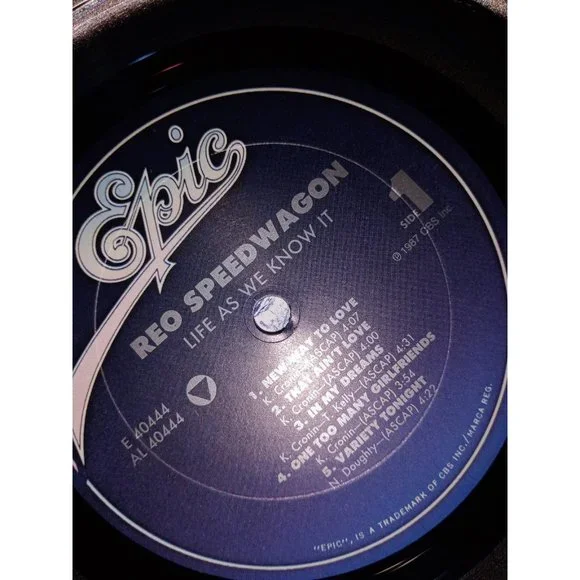 Epic
REO SPEEDWAGON
LIFE AS WE KNOW IT
SIDE 1
℗ 1987 CBS Inc.
E 40444
AL 40444
1. NEW WAY TO LOVE
K. Cronin—(ASCAP) 4:07
2. THAT AIN'T LOVE
K. Cronin—(ASCAP) 4:00
3. IN MY DREAMS
K. Cronin—T. Kelly—(ASCAP) 4:31
4. ONE TOO MANY GIRLFRIENDS
K. Cronin—(ASCAP) 3:54
5. VARIETY TONIGHT
N. Doughty—(ASCAP) 4:22
"EPIC", IS A TRADEMARK OF CBS INC./MARCA REG.